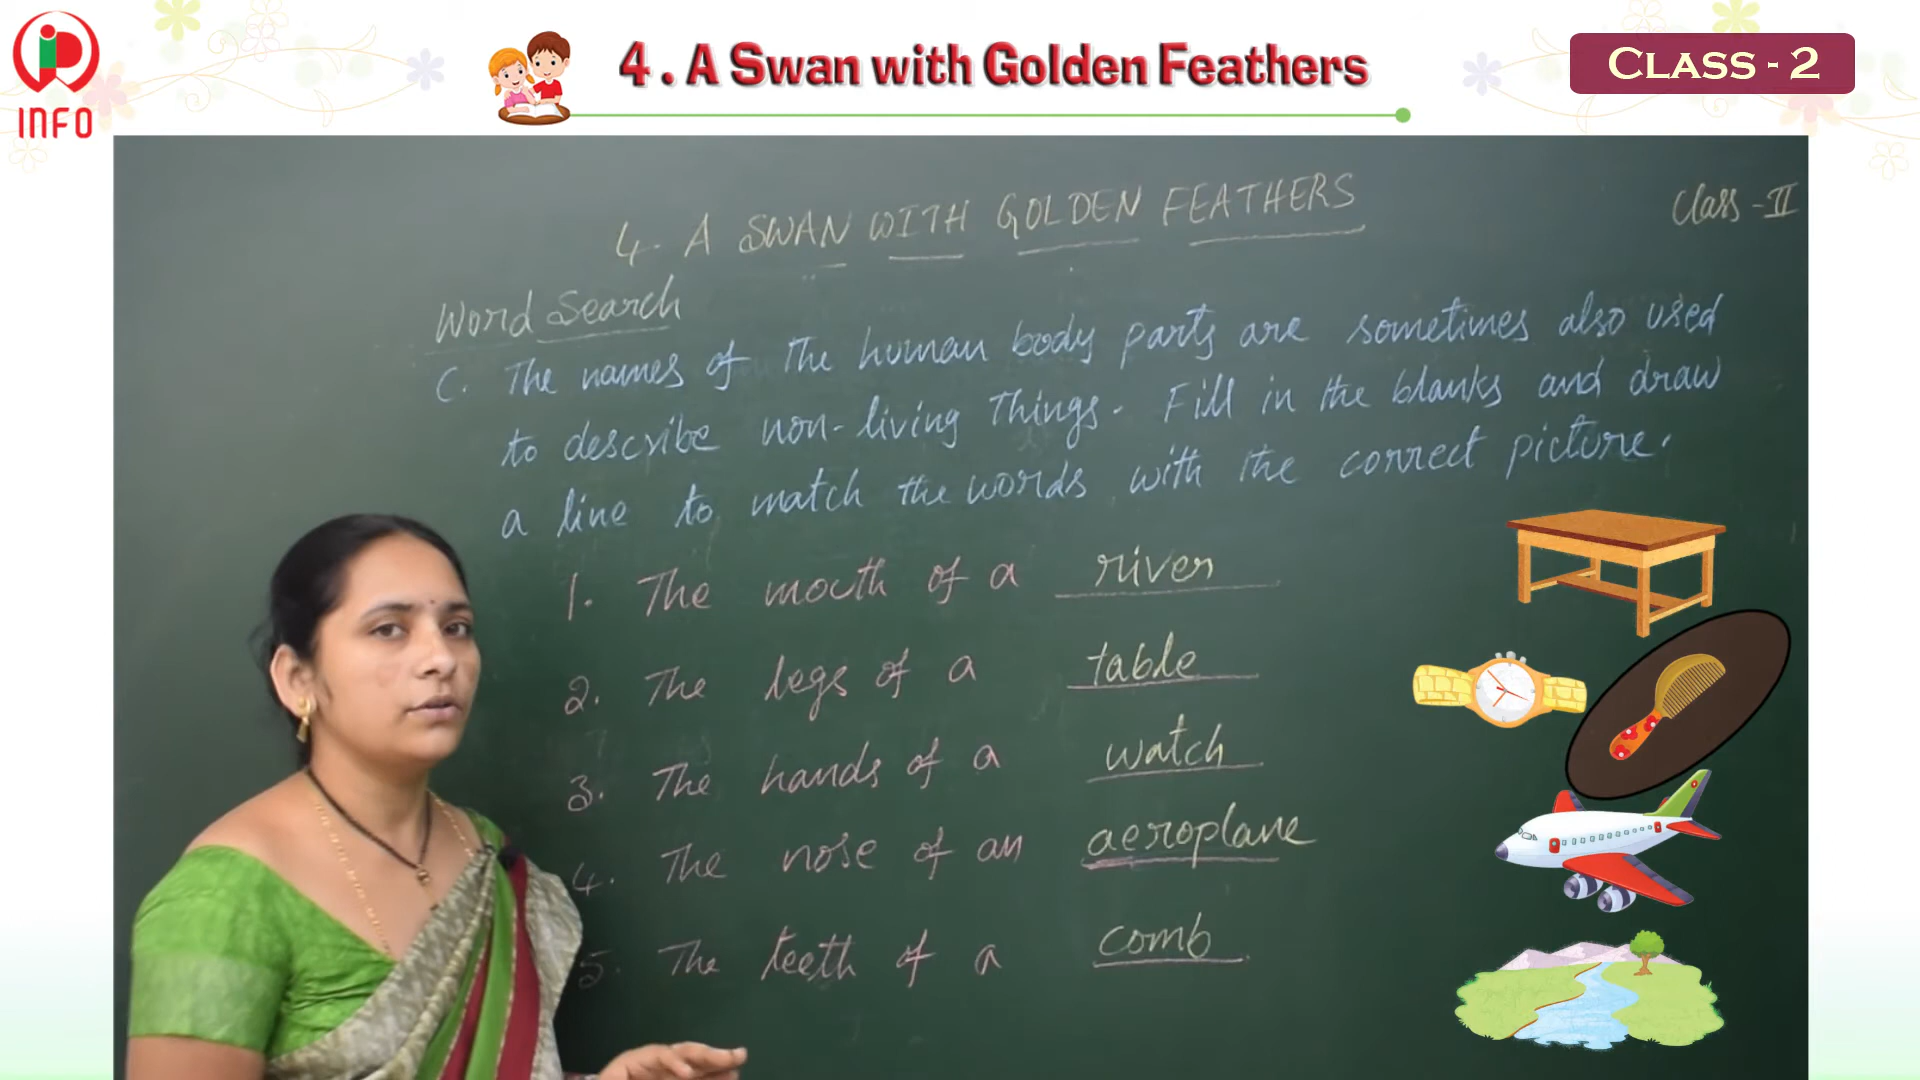 INFO
4 . A Swan with Golden Feathers
CLASS - 2
4. A SWAN WITH GOLDEN FEATHERS
Class - II
Word Search
C. The names of the human body parts are sometimes also used
to describe non-living things. Fill in the blanks and draw
a line to match the words with the correct picture.
1. The mouth of a river
2. The legs of a table
3. The hands of a watch
4. The nose of an aeroplane
5. The teeth of a comb